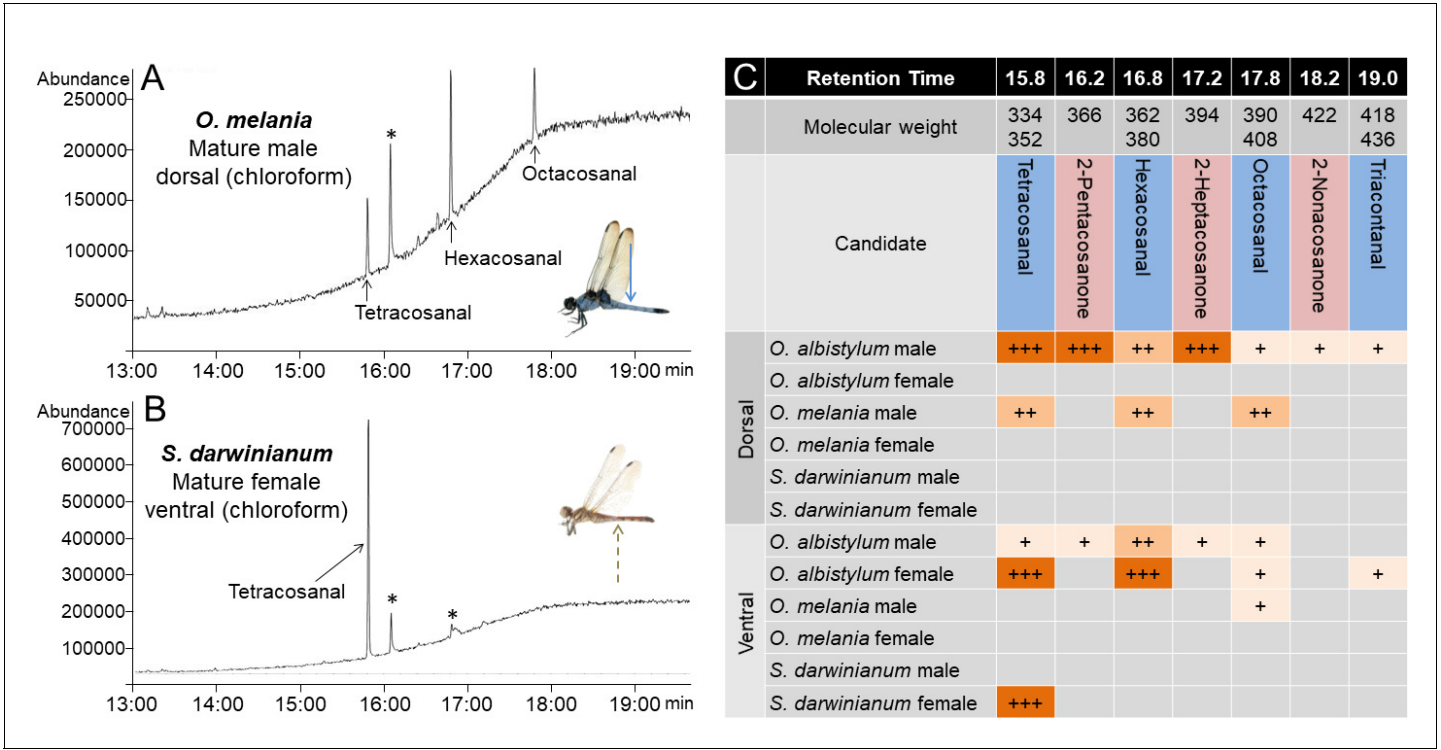 A
Abundance
250000
200000
150000
100000
50000
O. melania
Mature male
dorsal (chloroform)
*
Octacosanal
Hexacosanal
Tetracosanal
13:00 14:00 15:00 16:00 17:00 18:00 19:00 min
B
Abundance
700000
600000
500000
400000
300000
200000
100000
S. darwinianum
Mature female
ventral (chloroform)
Tetracosanal
* *
13:00 14:00 15:00 16:00 17:00 18:00 19:00 min
C Retention Time 15.8 16.2 16.8 17.2 17.8 18.2 19.0
Molecular weight
334 366 362 394 390 422 418
352 380 408 436
Candidate
Tetracosanal
2-Pentacosanone
Hexacosanal
2-Heptacosanone
Octacosanal
2-Nonacosanone
Triacontanal
Dorsal
O. albistylum male +++ +++ ++ +++ + + +
O. albistylum female
O. melania male ++ ++ ++
O. melania female
S. darwinianum male
S. darwinianum female
Ventral
O. albistylum male + + ++ + +
O. albistylum female +++ +++ + +
O. melania male +
O. melania female
S. darwinianum male
S. darwinianum female +++